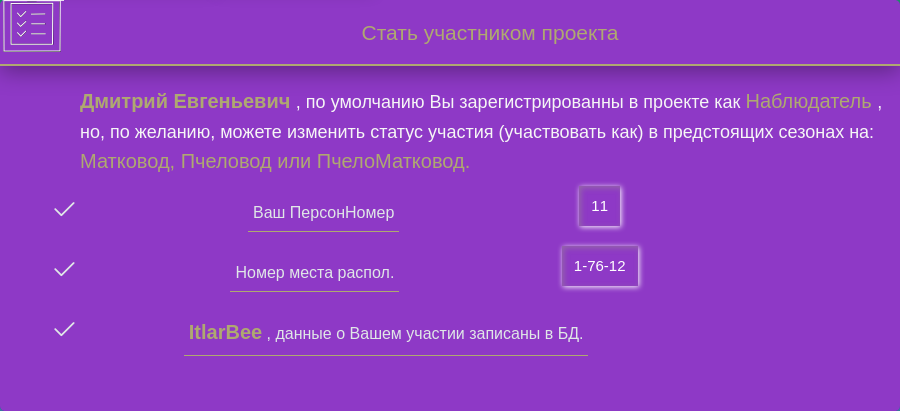 Стать участником проекта
Дмитрий Евгеньевич , по умолчанию Вы зарегистрированны в проекте как Наблюдатель ,
но, по желанию, можете изменить статус участия (участвовать как) в предстоящих сезонах на:
Матковод, Пчеловод или ПчелоМатковод.
Ваш ПерсонНомер 11
Номер места распол. 1-76-12
ItlarBee , данные о Вашем участии записаны в БД.